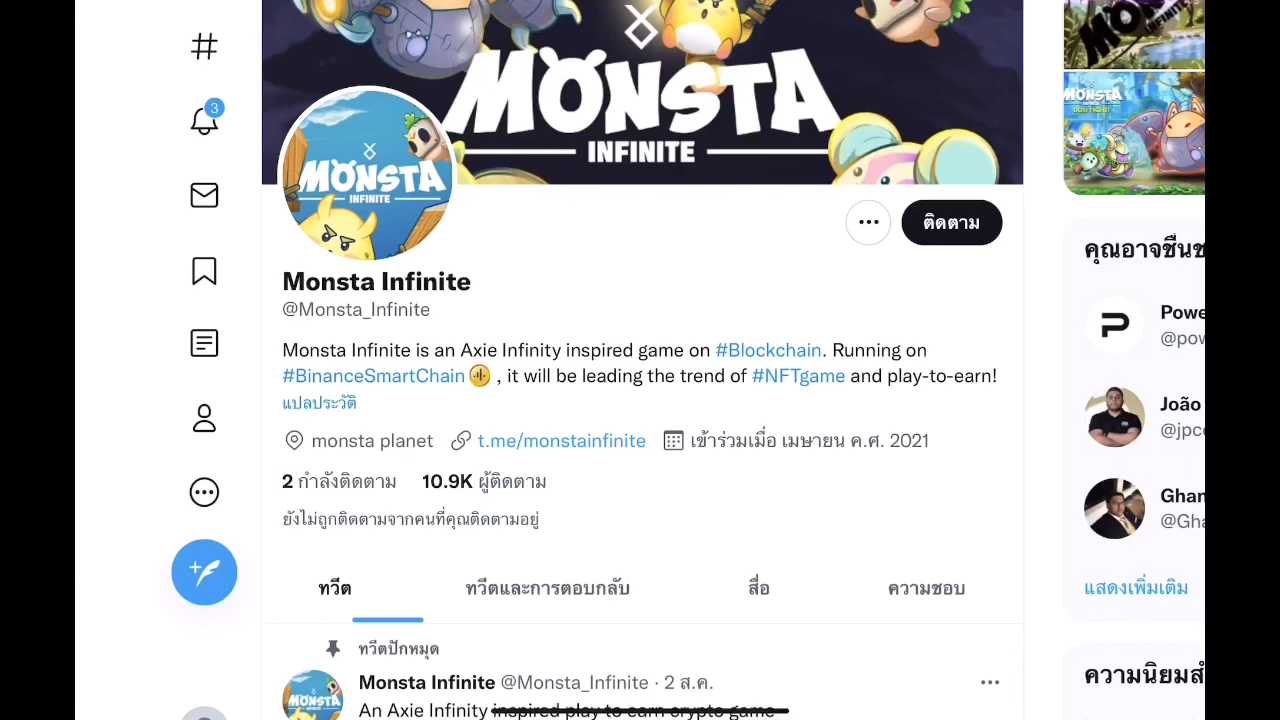 MONSTA
INFINITE
MONSTA
INFINITE
3
ติดตาม
Monsta Infinite
@Monsta_Infinite
Monsta Infinite is an Axie Infinity inspired game on #Blockchain. Running on
#BinanceSmartChain , it will be leading the trend of #NFTgame and play-to-earn!
แปลประวัติ
monsta planet t.me/monstainfinite เข้าร่วมเมื่อ เมษายน ค.ศ. 2021
2 กำลังติดตาม 10.9K ผู้ติดตาม
ยังไม่ถูกติดตามจากคนที่คุณติดตามอยู่
ทวีต ทวีตและการตอบกลับ สื่อ ความชอบ
ทวีตปักหมุด
Monsta Infinite @Monsta_Infinite · 2 ส.ค.
An Axie Infinity inspired play to earn crypto game
MONSTA
INFINITE
MONSTA
คุณอาจชื่นช
Powe
@pow
João
@jpco
Ghan
@Gha
แสดงเพิ่มเติม
ความนิยมสํ